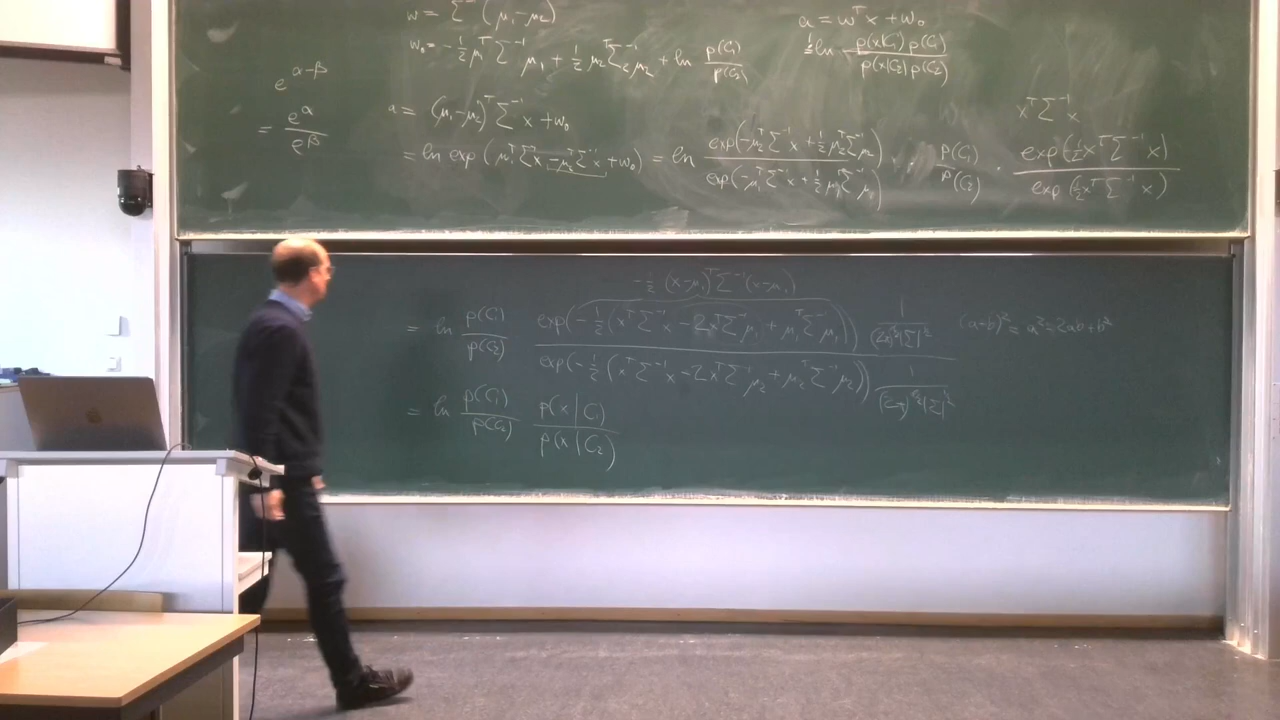 w = Σ⁻¹ (μ₁-μ₂)
a = wᵀx + w₀
w₀ = -½ μ₁ᵀ Σ⁻¹ μ₁ + ½ μ₂ᵀ Σ⁻¹ μ₂ + ln p(C₁)/p(C₂)
ln p(x|C₁) p(C₁) / p(x|C₂) p(C₂)
e^(α-β)
= e^α / e^β
a = (μ₁-μ₂)ᵀ Σ⁻¹ x + w₀
xᵀ Σ⁻¹ x
= ln exp (μ₁ᵀ Σ⁻¹ x - μ₂ᵀ Σ⁻¹ x + w₀) = ln exp(-μ₂ᵀ Σ⁻¹ x + ½ μ₂ᵀ Σ⁻¹ μ₂) / exp(-μ₁ᵀ Σ⁻¹ x + ½ μ₁ᵀ Σ⁻¹ μ₁) · p(C₁)/p(C₂) · exp(½ xᵀ Σ⁻¹ x) / exp(½ xᵀ Σ⁻¹ x)
-½ (x-μ₁)ᵀ Σ⁻¹ (x-μ₁)
= ln p(C₁)/p(C₂) exp(-½ (xᵀ Σ⁻¹ x - 2xᵀ Σ⁻¹ μ₁ + μ₁ᵀ Σ⁻¹ μ₁)) 1/((2π)^(d/2) |Σ|^½) / exp(-½ (xᵀ Σ⁻¹ x - 2xᵀ Σ⁻¹ μ₂ + μ₂ᵀ Σ⁻¹ μ₂)) 1/((2π)^(d/2) |Σ|^½)
(a-b)² = a² - 2ab + b²
= ln p(C₁)/p(C₂) p(x|C₁)/p(x|C₂)